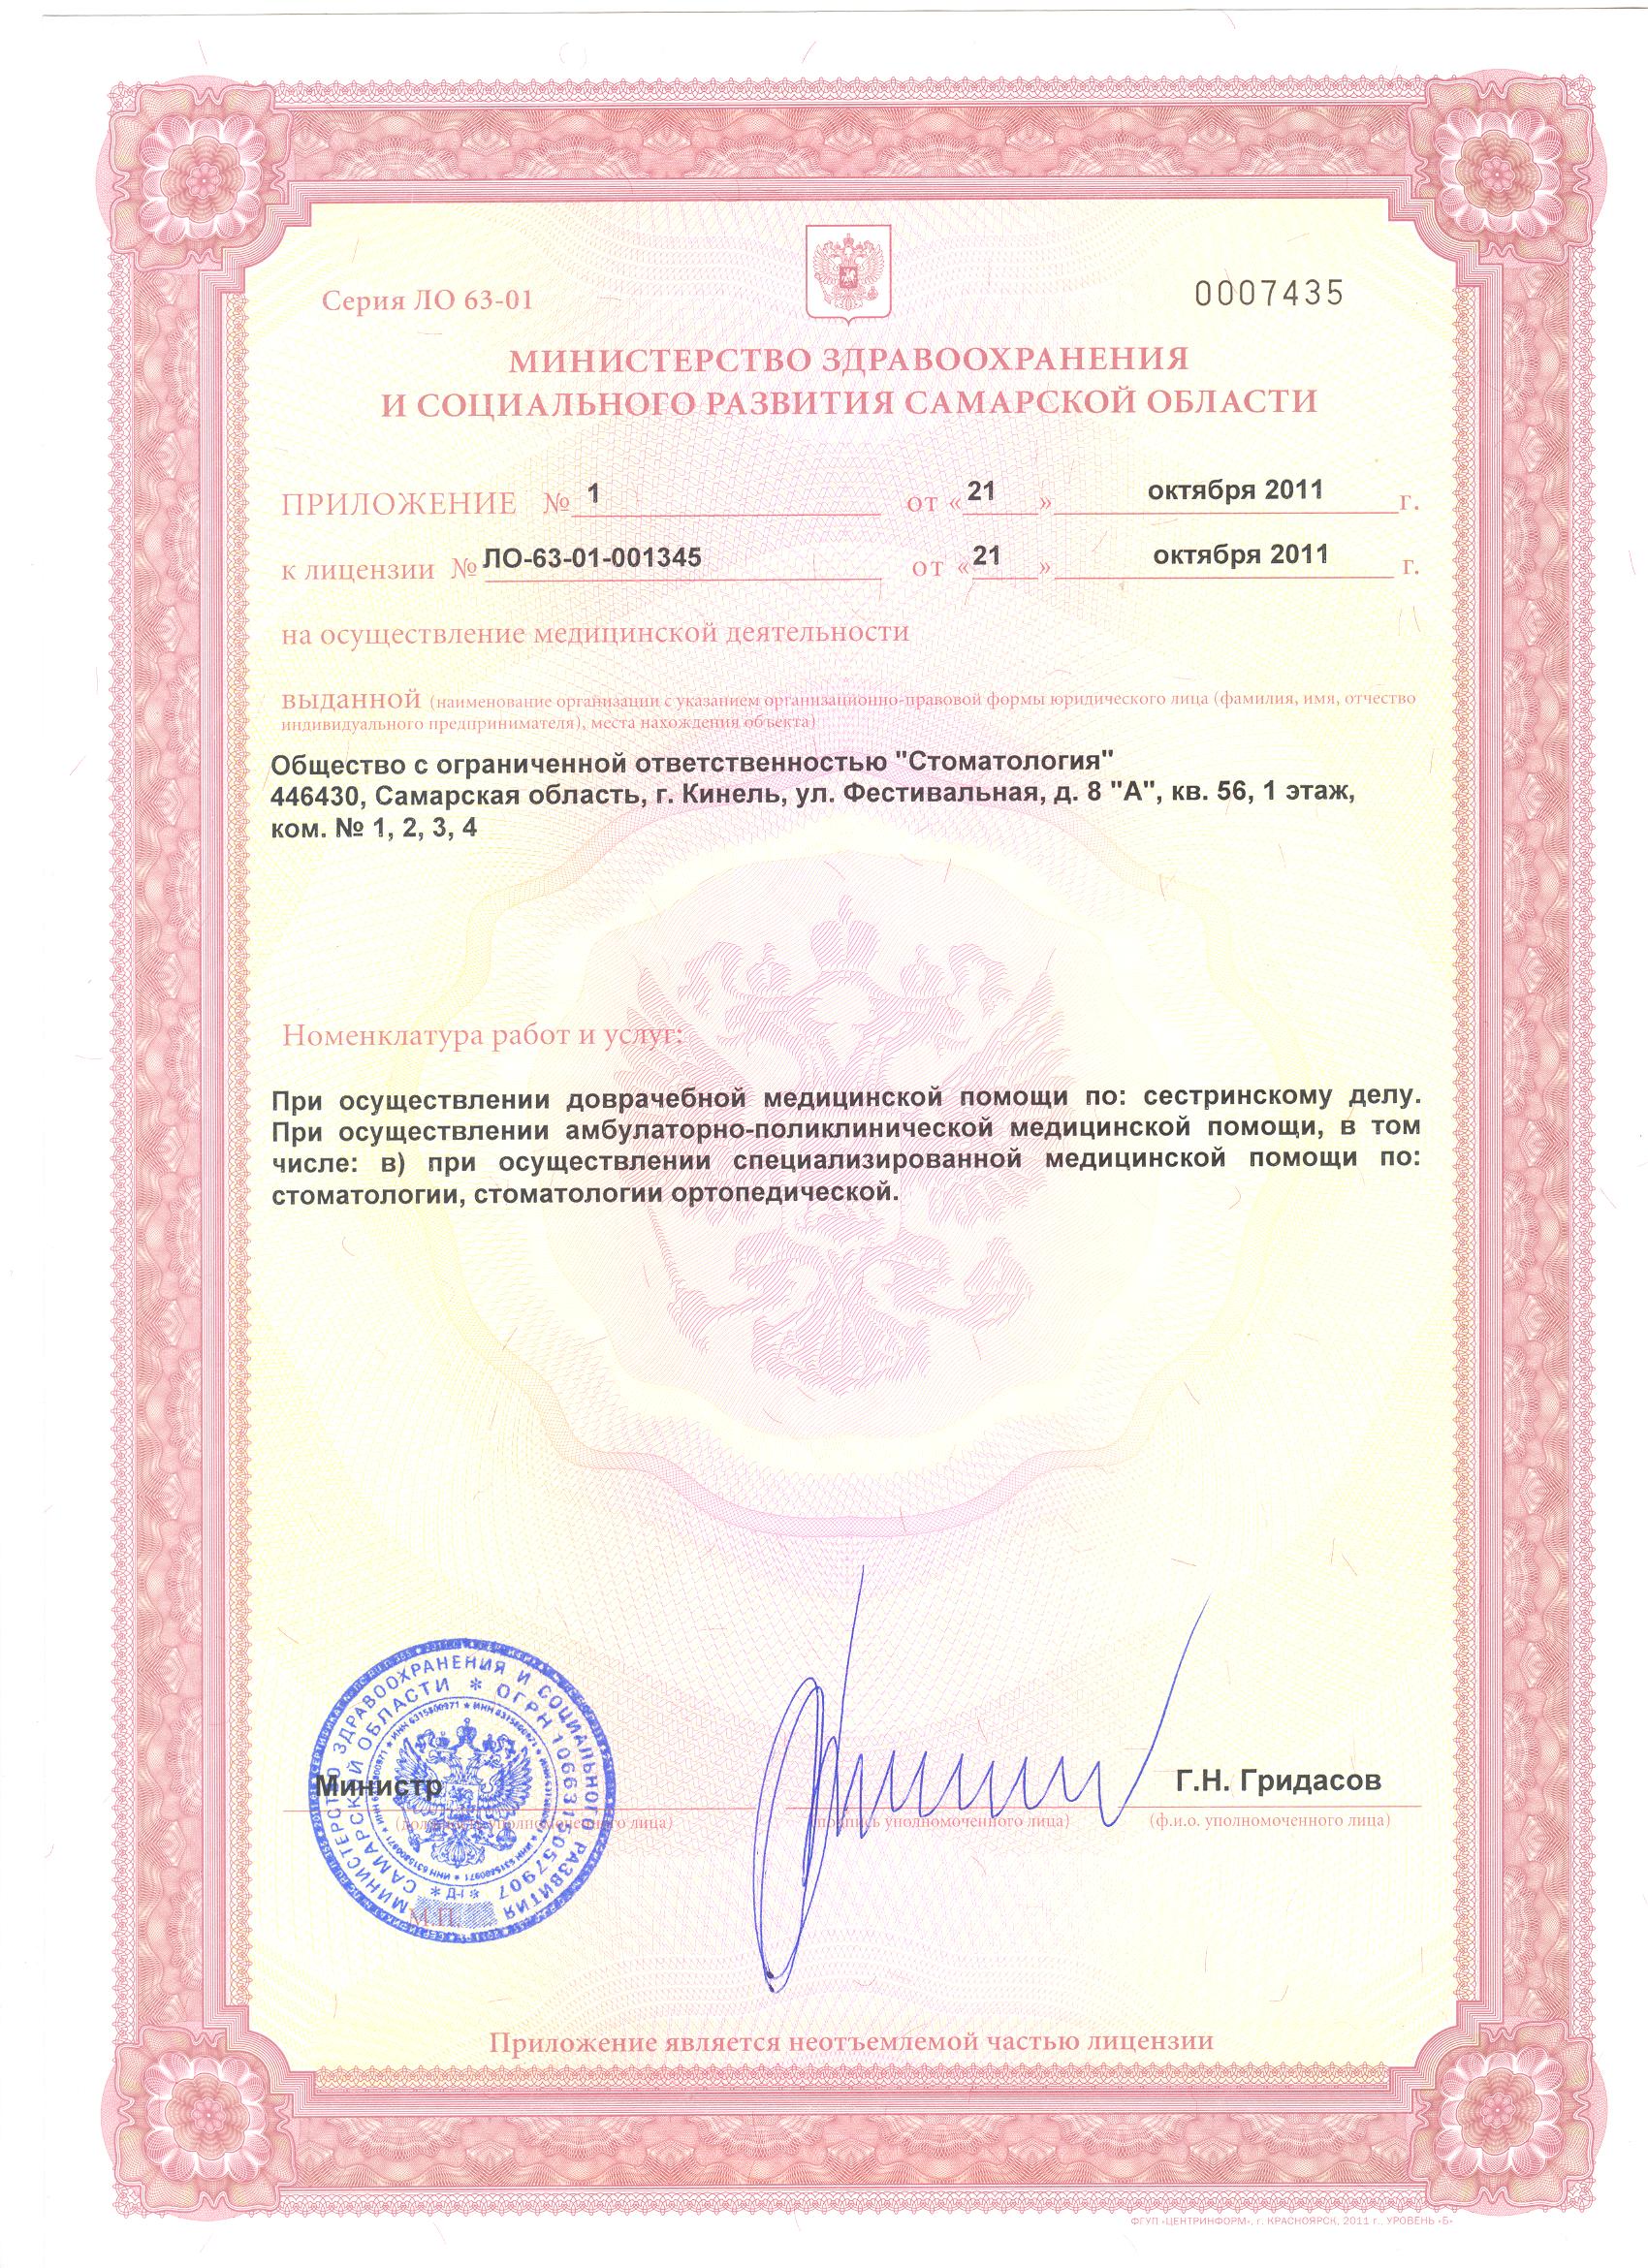 Серия ЛО 63-01
0007435
МИНИСТЕРСТВО ЗДРАВООХРАНЕНИЯ
И СОЦИАЛЬНОГО РАЗВИТИЯ САМАРСКОЙ ОБЛАСТИ
ПРИЛОЖЕНИЕ № 1 от «21» октября 2011 г.
к лицензии № ЛО-63-01-001345 от «21» октября 2011 г.
на осуществление медицинской деятельности
выданной (наименование организации с указанием организационно-правовой формы юридического лица (фамилия, имя, отчество
индивидуального предпринимателя), места нахождения объекта)
Общество с ограниченной ответственностью "Стоматология"
446430, Самарская область, г. Кинель, ул. Фестивальная, д. 8 "А", кв. 56, 1 этаж,
ком. № 1, 2, 3, 4
Номенклатура работ и услуг:
При осуществлении доврачебной медицинской помощи по: сестринскому делу.
При осуществлении амбулаторно-поликлинической медицинской помощи, в том
числе: в) при осуществлении специализированной медицинской помощи по:
стоматологии, стоматологии ортопедической.
МИНИСТЕРСТВО ЗДРАВООХРАНЕНИЯ И СОЦИАЛЬНОГО РАЗВИТИЯ
САМАРСКОЙ ОБЛАСТИ * ОГРН 1066315057907
* ИНН 6315800971 * ИНН 6315800971
* Д-1 *
Министр
Г.Н. Гридасов
(должность уполномоченного лица)
(подпись уполномоченного лица)
(ф.и.о. уполномоченного лица)
М.П.
Приложение является неотъемлемой частью лицензии
ФГУП «ЦЕНТРИНФОРМ», г. КРАСНОЯРСК, 2011 г., УРОВЕНЬ «Б»